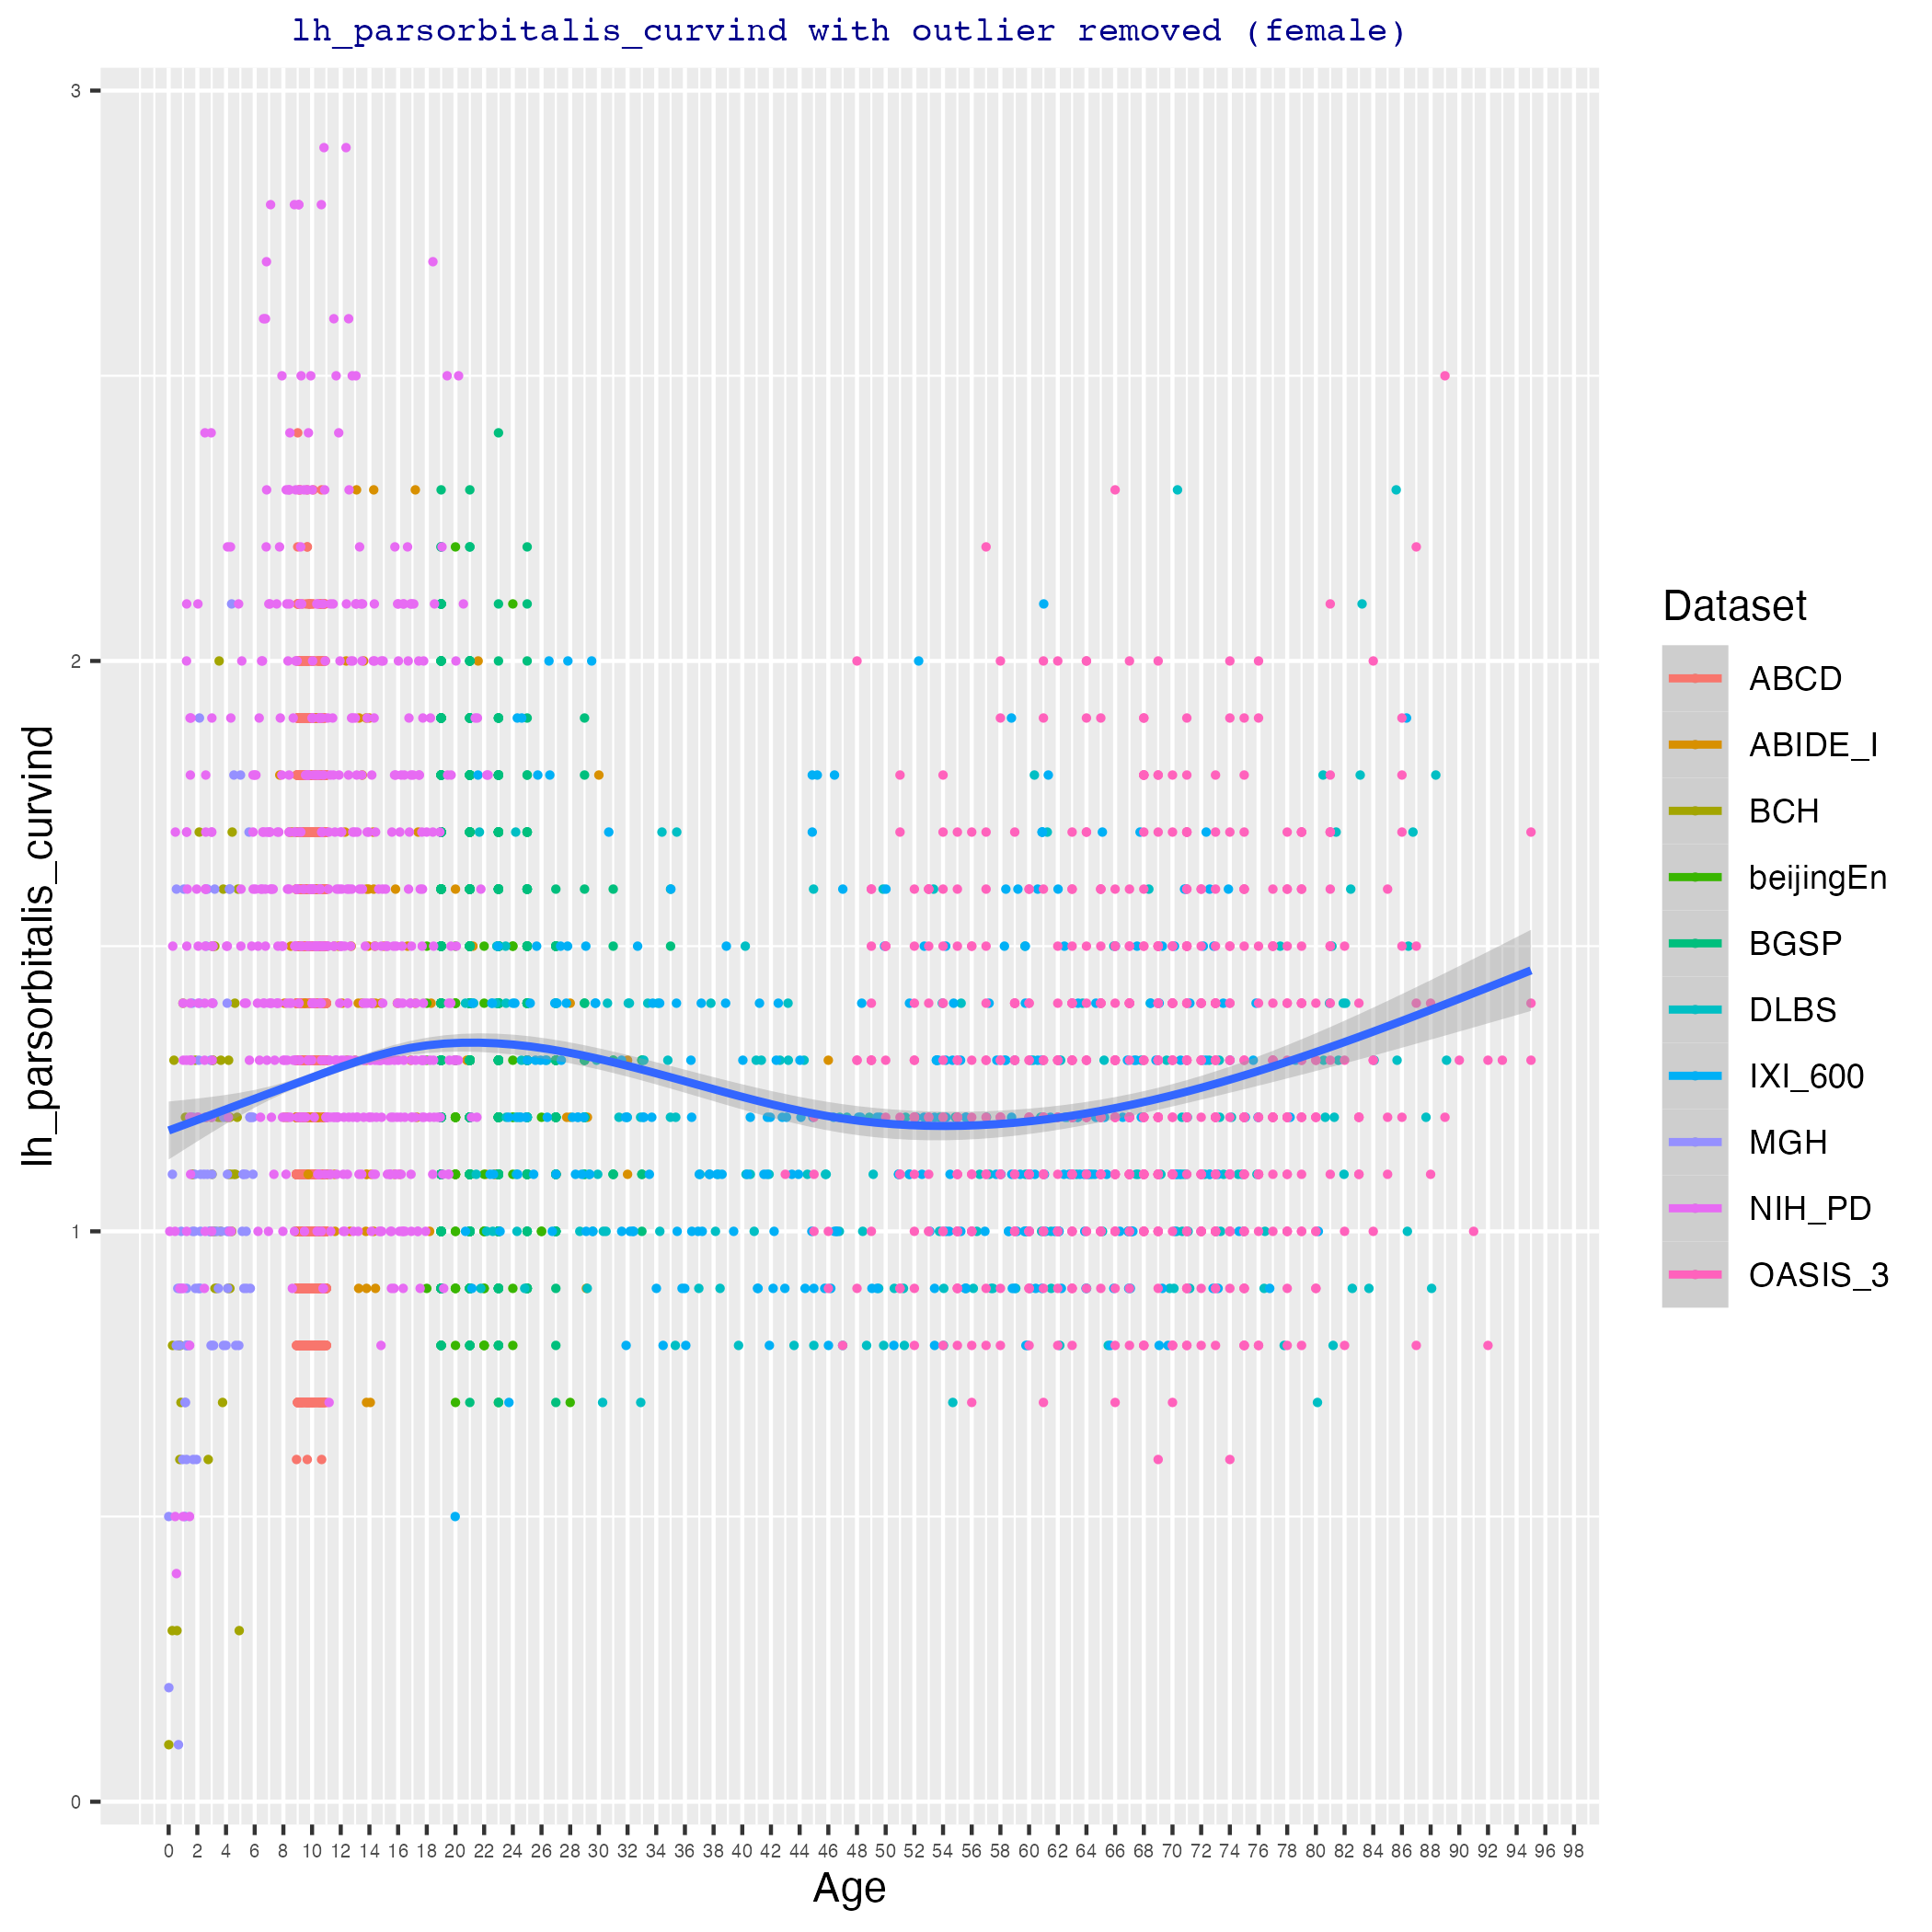 lh_parsorbitalis_curvind with outlier removed (female)
3
2
1
0
lh_parsorbitalis_curvind
0 2 4 6 8 10 12 14 16 18 20 22 24 26 28 30 32 34 36 38 40 42 44 46 48 50 52 54 56 58 60 62 64 66 68 70 72 74 76 78 80 82 84 86 88 90 92 94 96 98
Age
Dataset
ABCD
ABIDE_I
BCH
beijingEn
BGSP
DLBS
IXI_600
MGH
NIH_PD
OASIS_3